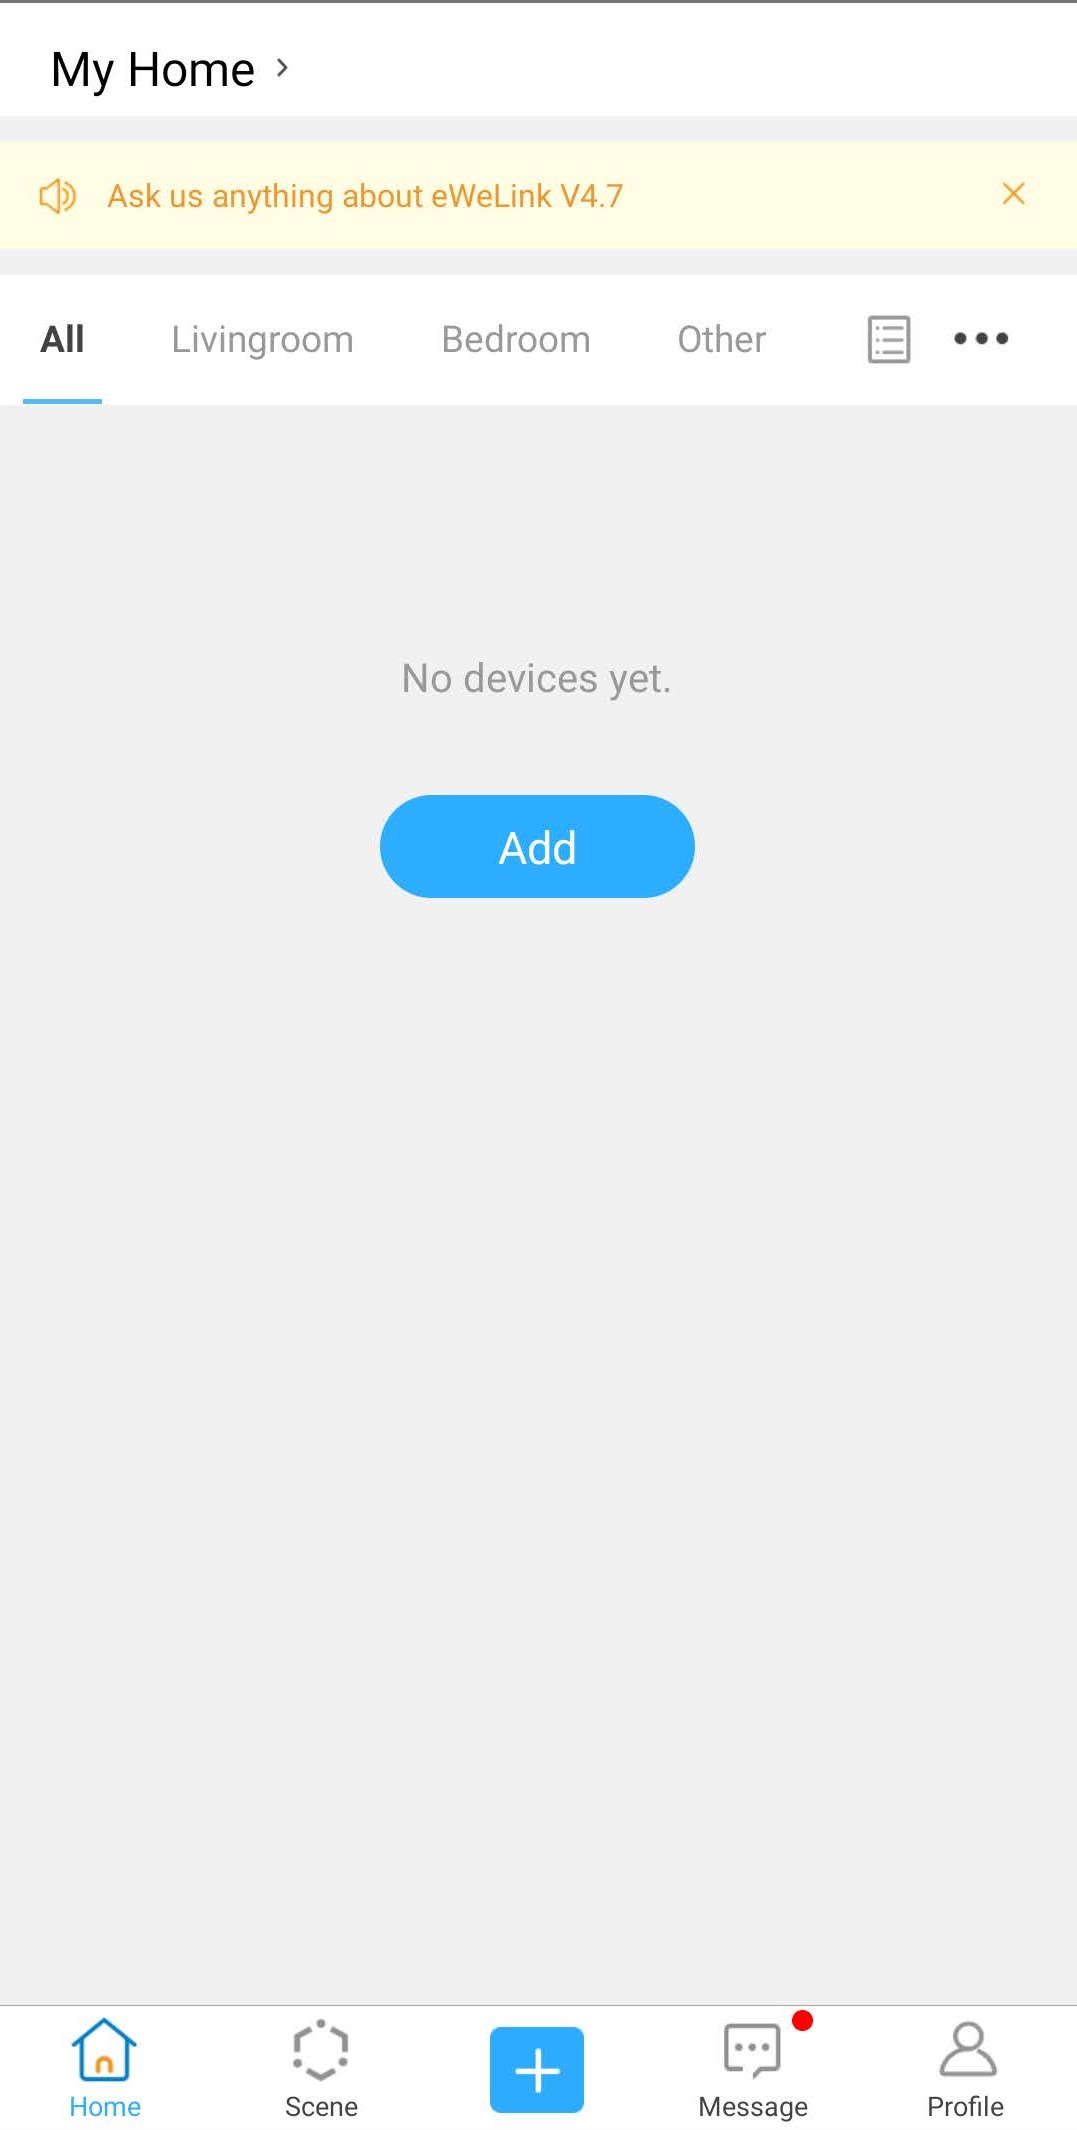 My Home
Ask us anything about eWeLink V4.7
All Livingroom Bedroom Other
No devices yet.
Add
Home Scene Message Profile